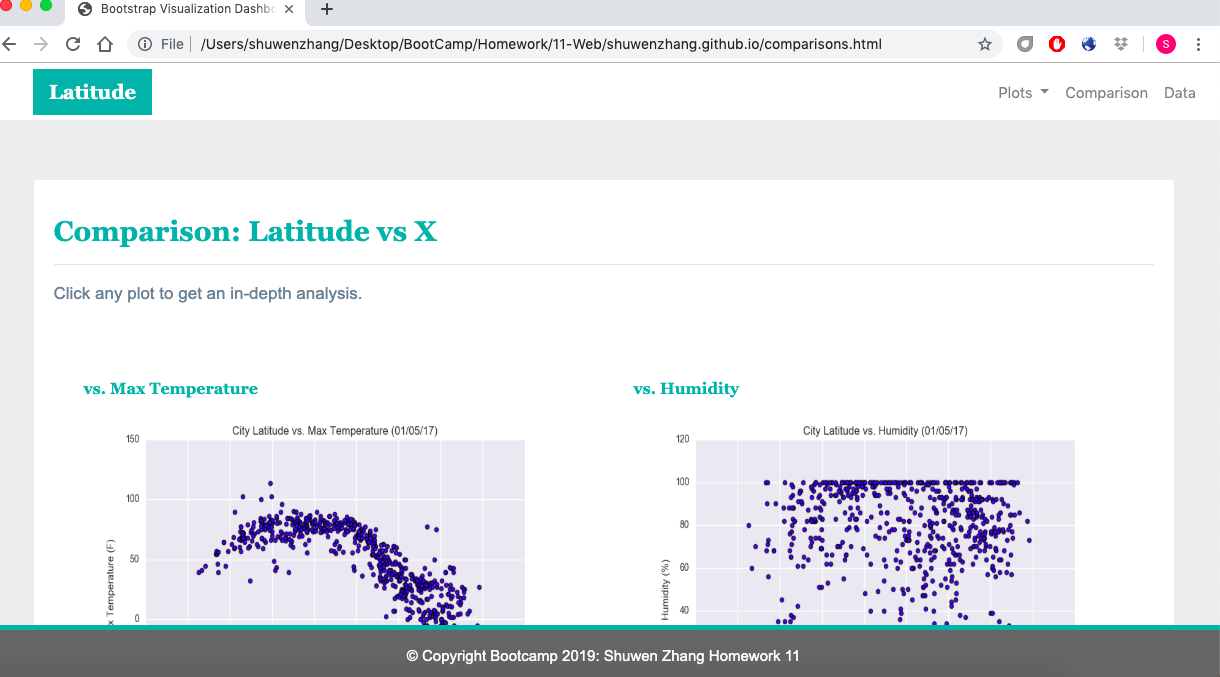 Bootstrap Visualization Dashbo
File
/Users/shuwenzhang/Desktop/BootCamp/Homework/11-Web/shuwenzhang.github.io/comparisons.html
S
Latitude
Plots
Comparison
Data
Comparison: Latitude vs X
Click any plot to get an in-depth analysis.
vs. Max Temperature
City Latitude vs. Max Temperature (01/05/17)
150
100
50
0
x Temperature (F)
vs. Humidity
City Latitude vs. Humidity (01/05/17)
120
100
80
60
40
Humidity (%)
© Copyright Bootcamp 2019: Shuwen Zhang Homework 11